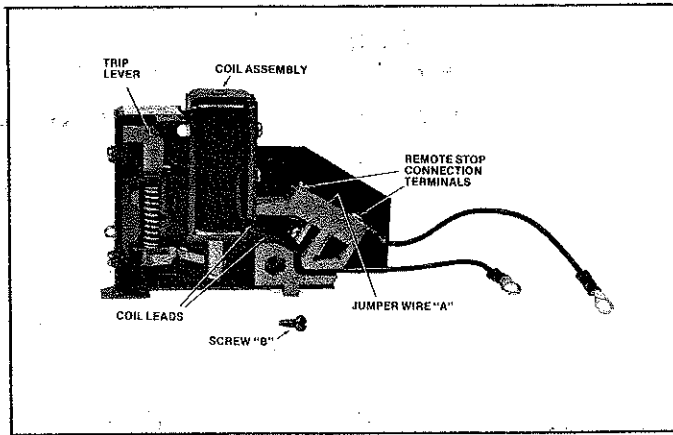 TRIP
LEVER
COIL ASSEMBLY
REMOTE STOP
CONNECTION
TERMINALS
COIL LEADS
JUMPER WIRE "A"
SCREW "B"